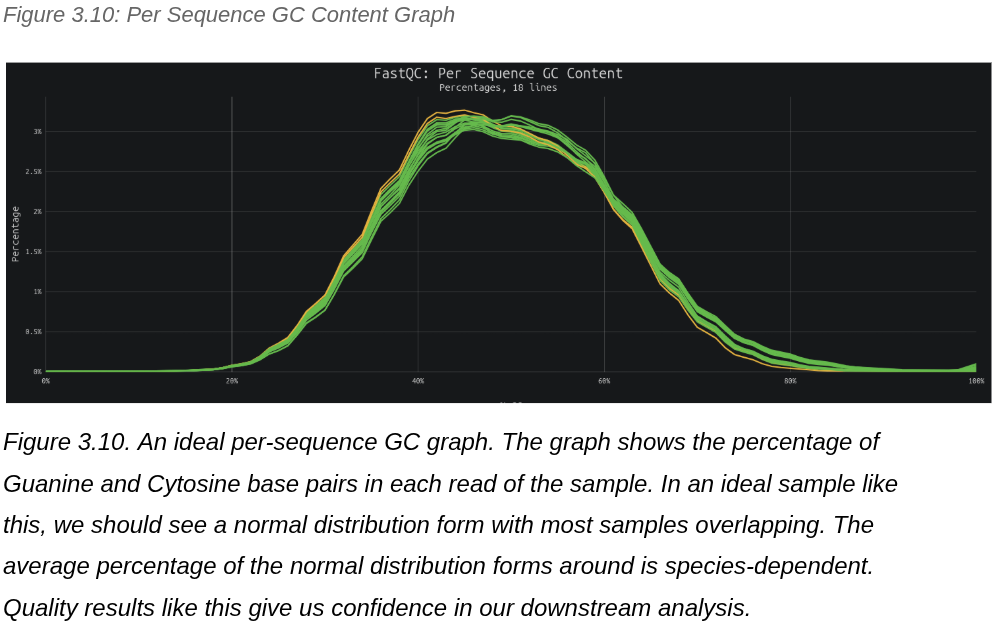 Figure 3.10: Per Sequence GC Content Graph
FastQC: Per Sequence GC Content
Percentages, 18 lines
3%
2.5%
2%
1.5%
1%
0.5%
0%
Percentage
0%
20%
40%
60%
80%
100%
Figure 3.10. An ideal per-sequence GC graph. The graph shows the percentage of
Guanine and Cytosine base pairs in each read of the sample. In an ideal sample like
this, we should see a normal distribution form with most samples overlapping. The
average percentage of the normal distribution forms around is species-dependent.
Quality results like this give us confidence in our downstream analysis.